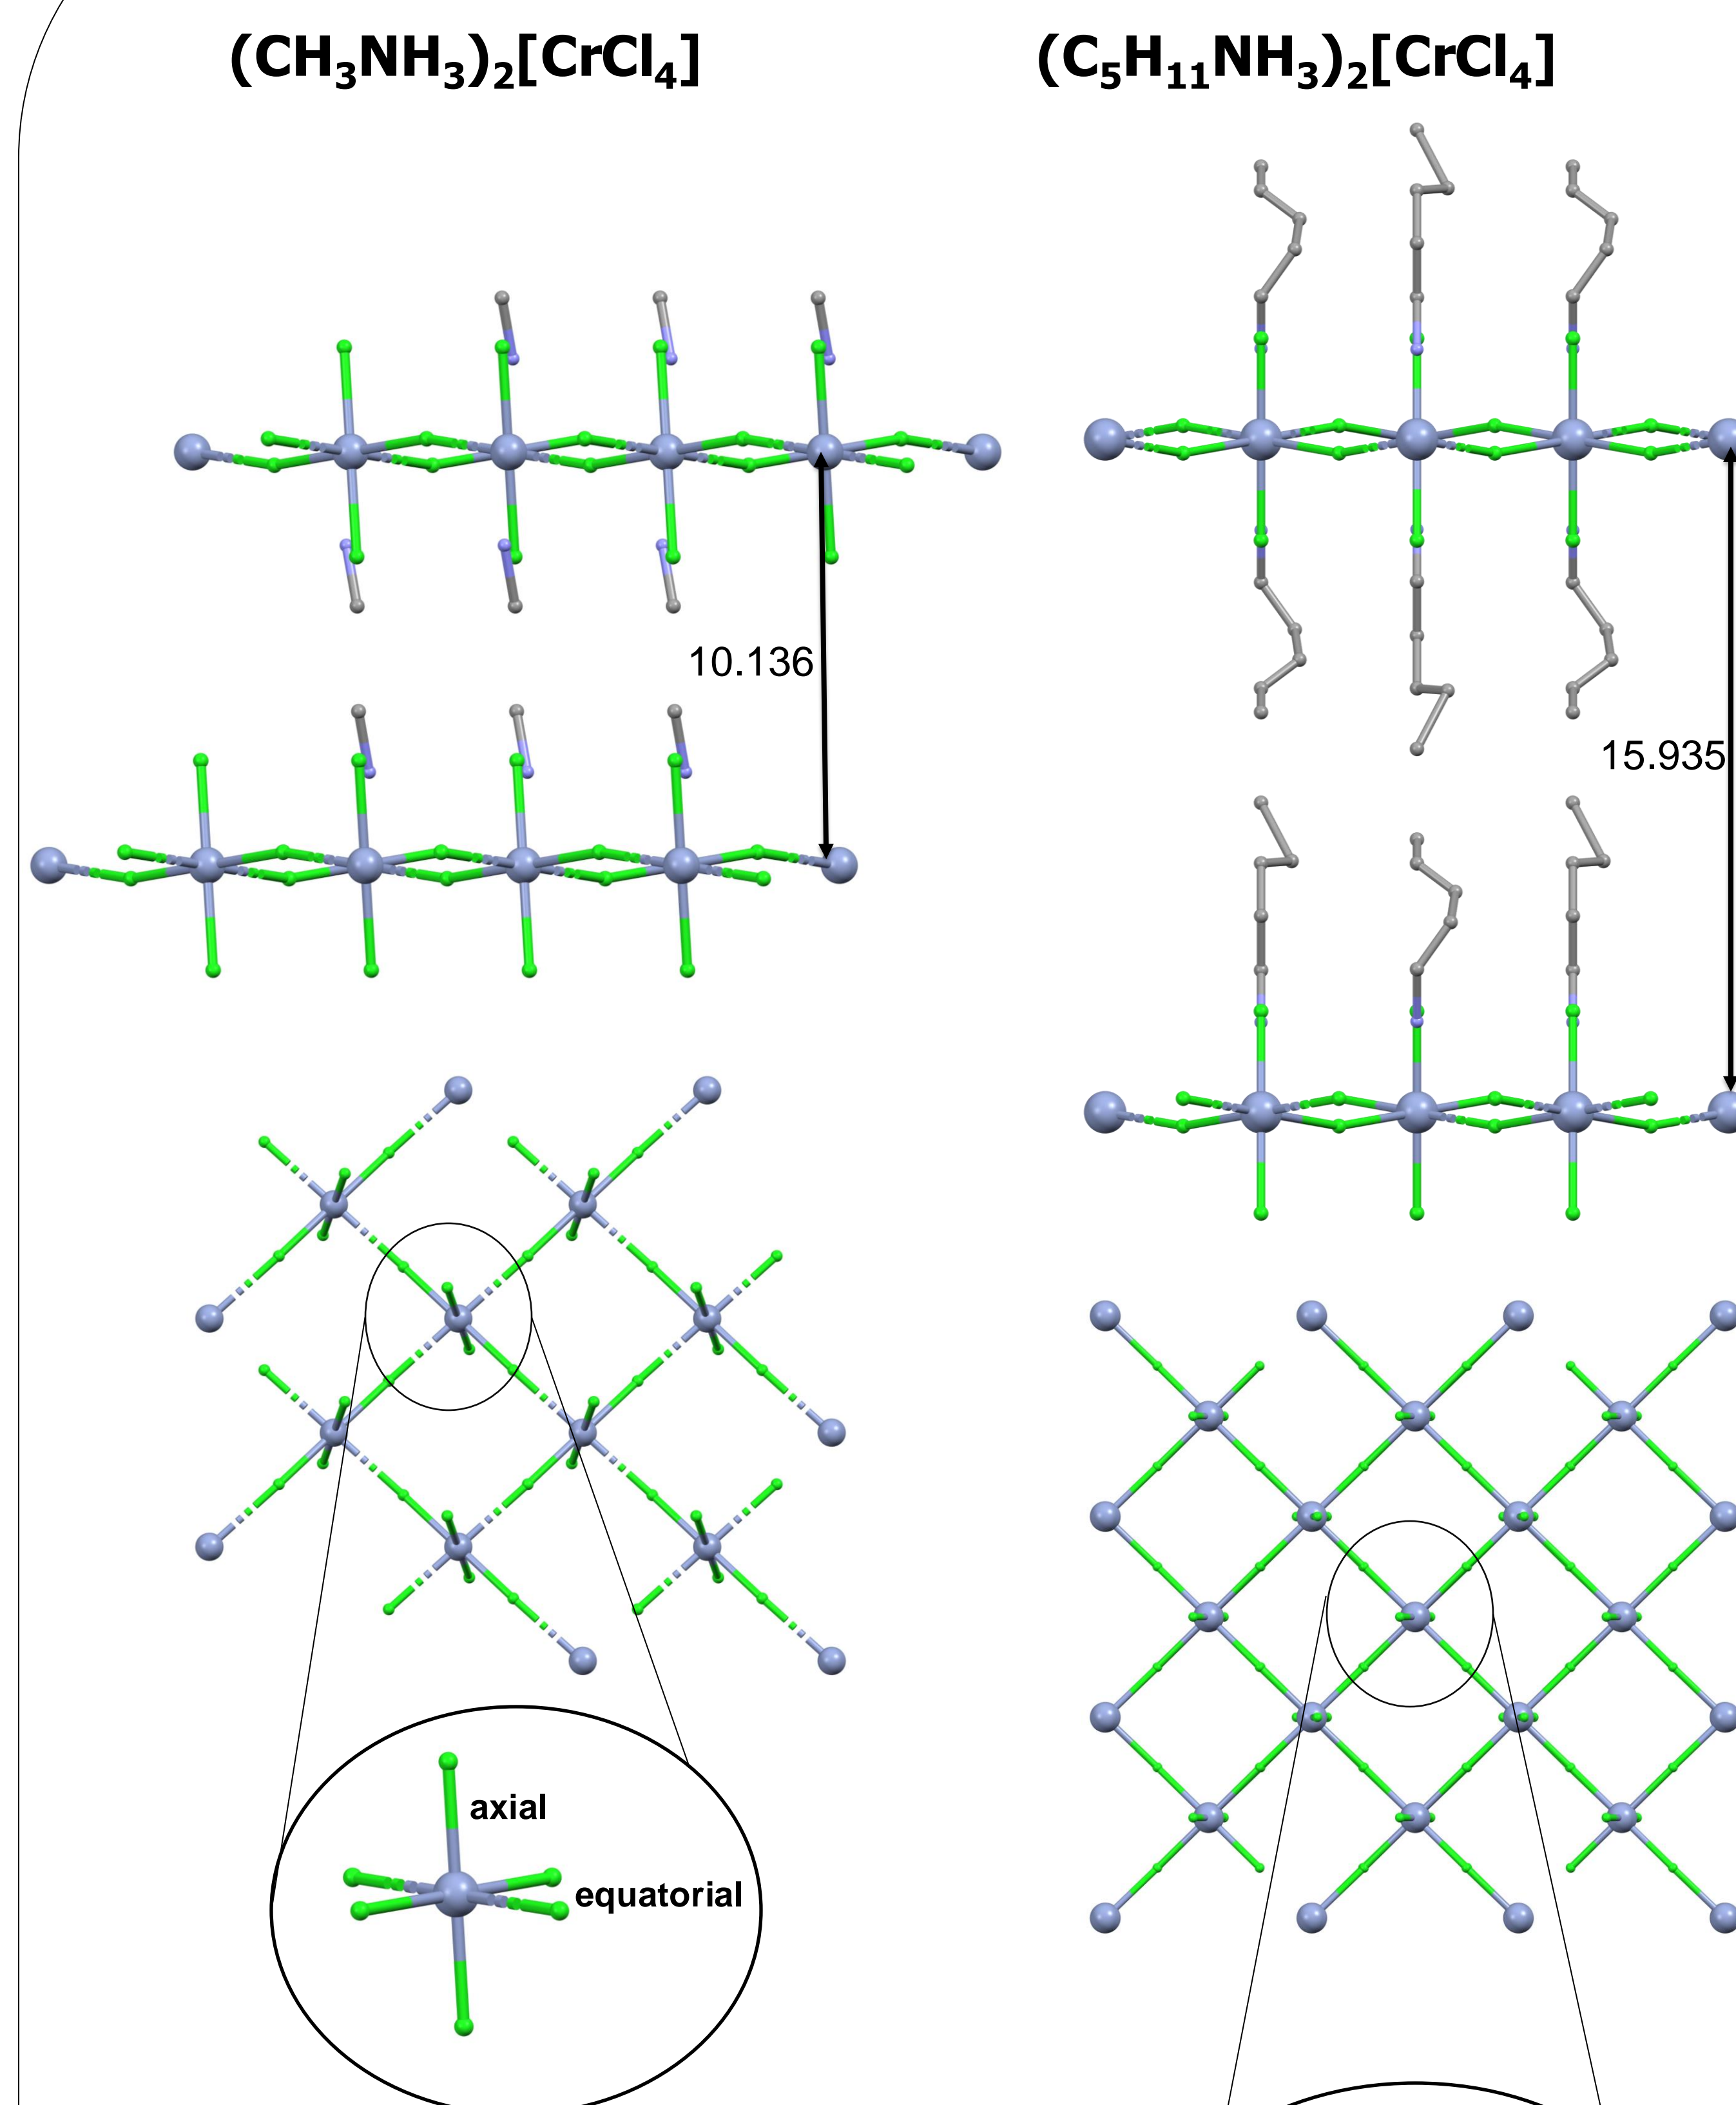 (CH₃NH₃)₂[CrCl₄]
(C₅H₁₁NH₃)₂[CrCl₄]
10.136
15.935
axial
equatorial